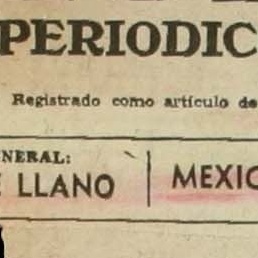 PERIODIC
Registrado como artículo de
NERAL:
E LLANO
MEXIC